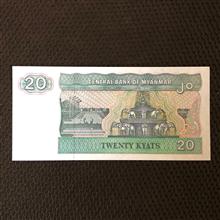 20 CENTRAL BANK OF MYANMAR ၂၀
TWENTY KYATS 20